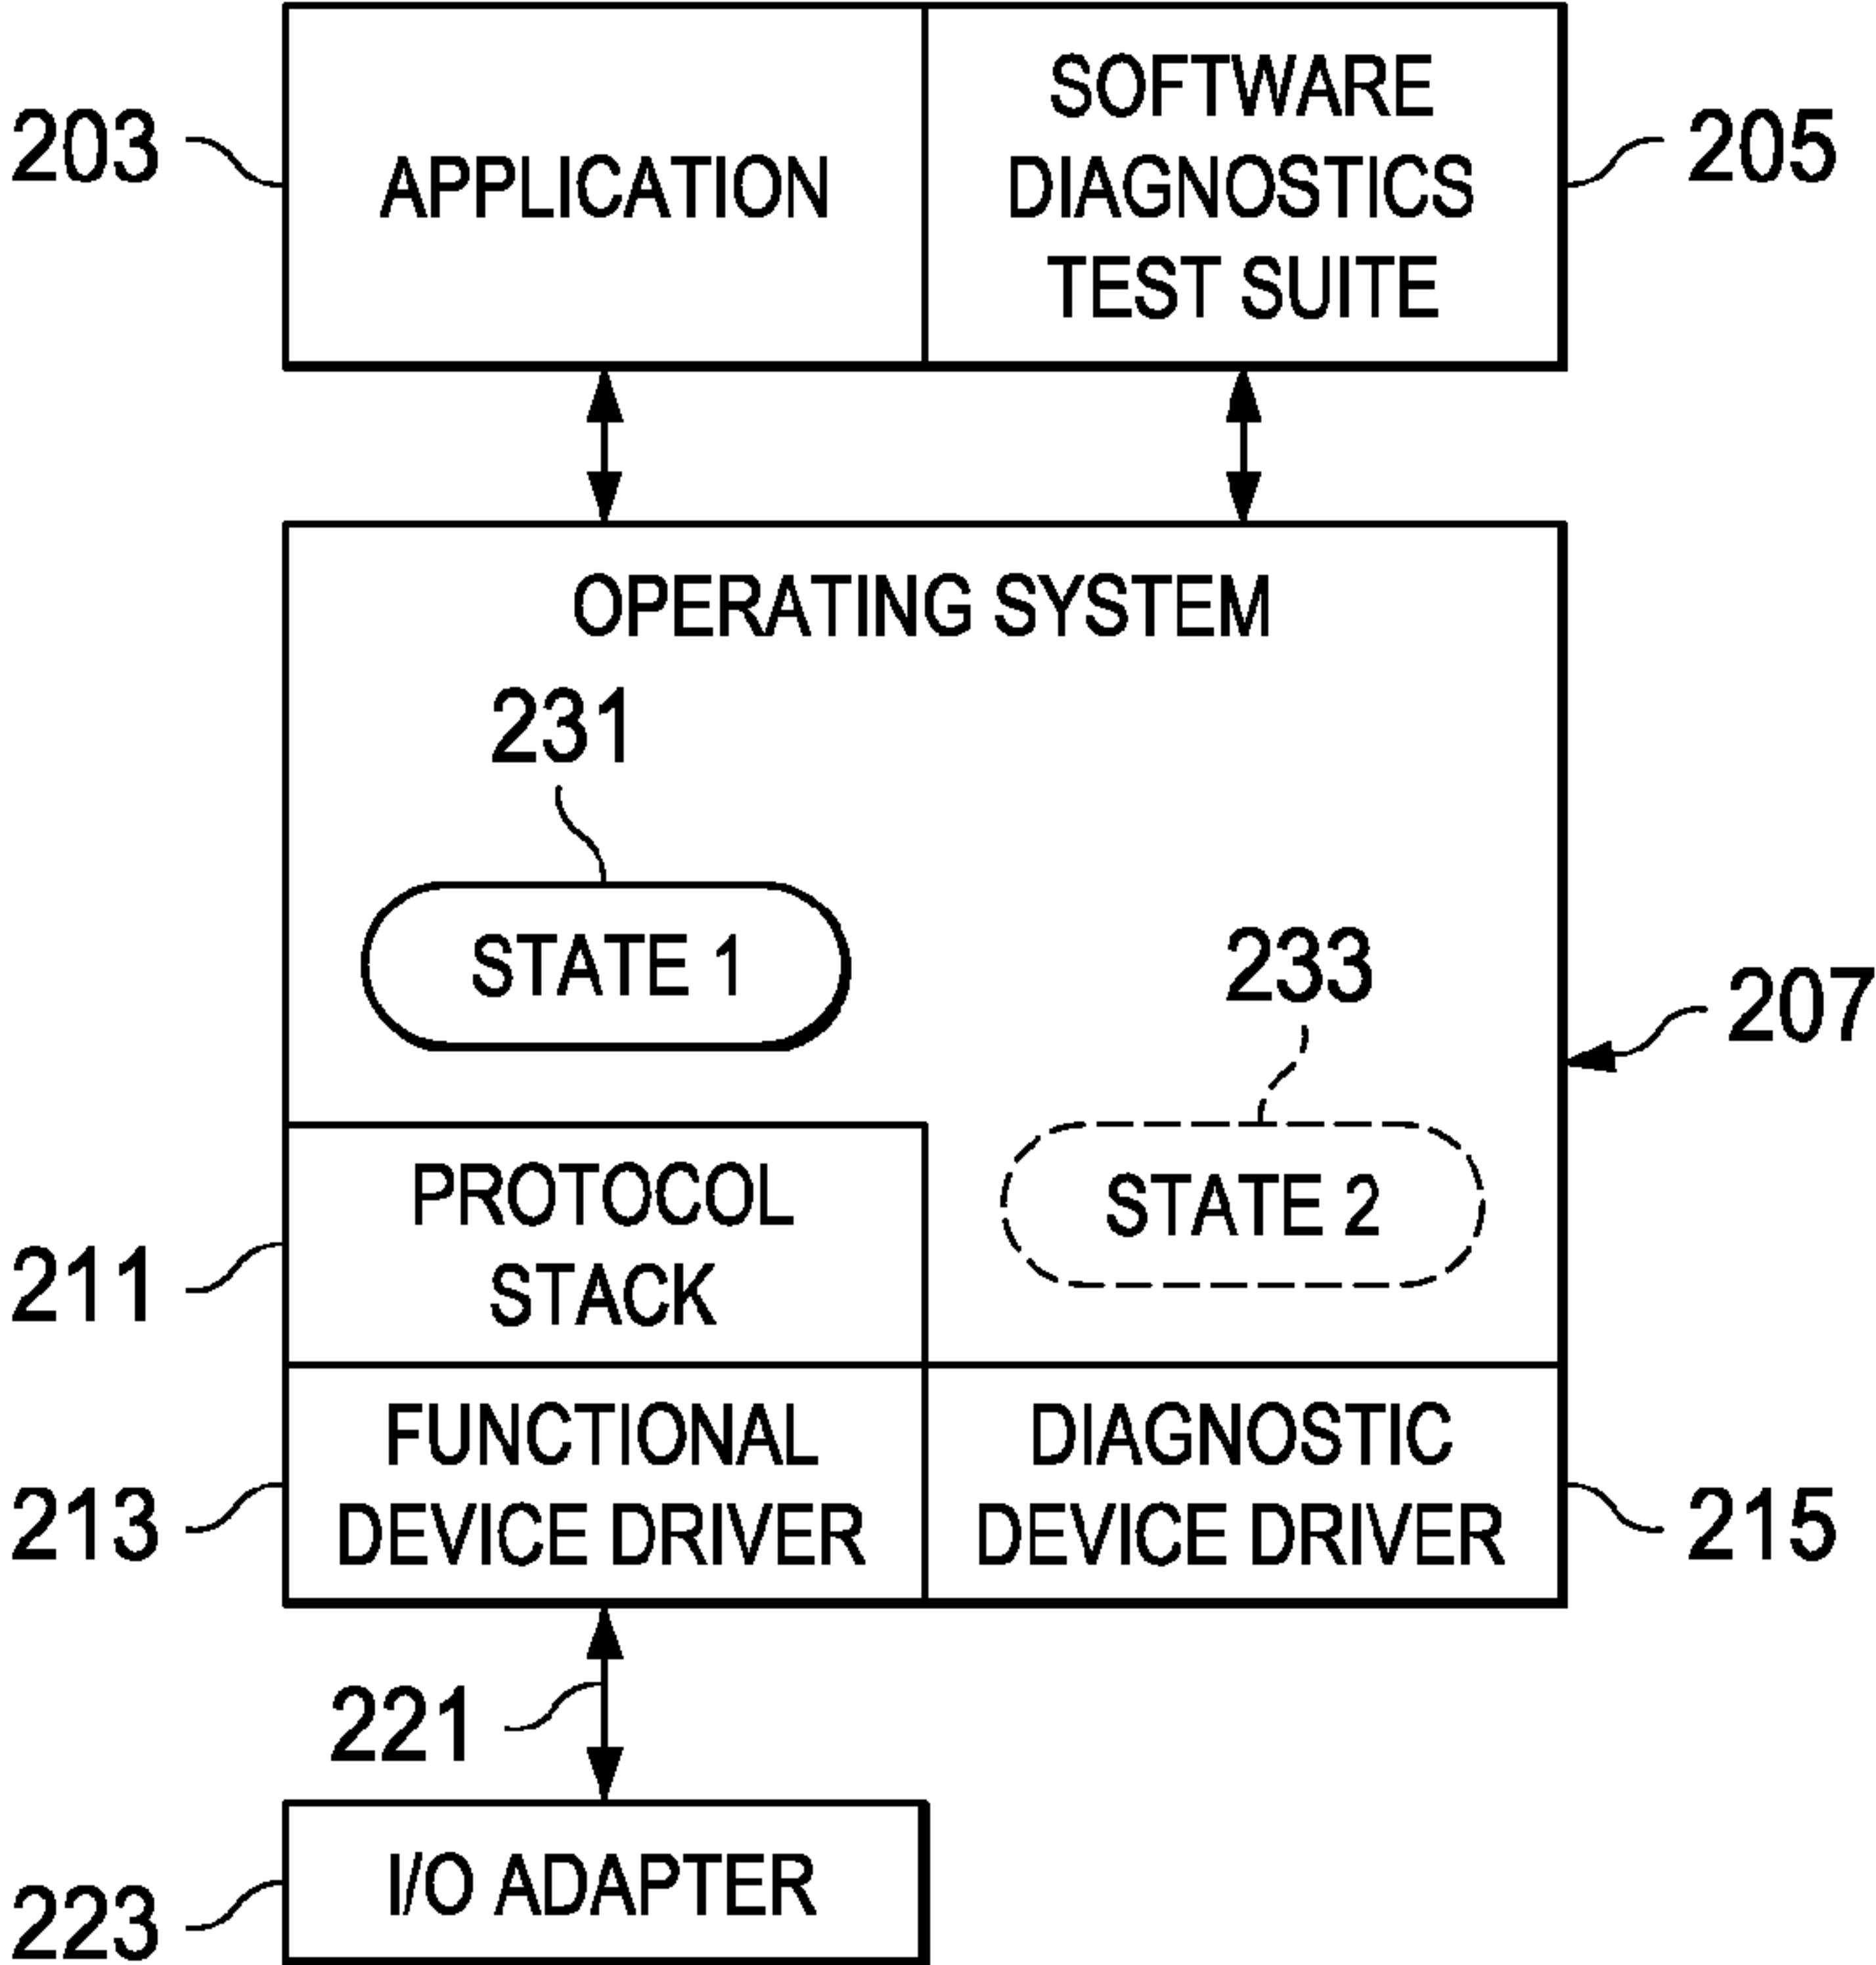 203
APPLICATION
SOFTWARE
DIAGNOSTICS
TEST SUITE
205
OPERATING SYSTEM
231
STATE 1
233
STATE 2
207
PROTOCOL
STACK
211
FUNCTIONAL
DEVICE DRIVER
213
DIAGNOSTIC
DEVICE DRIVER
215
221
I/O ADAPTER
223